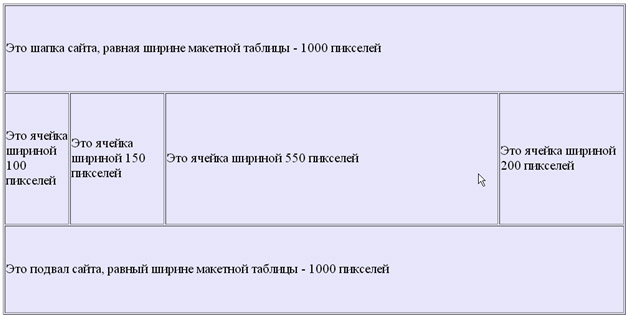 Это шапка сайта, равная ширине макетной таблицы - 1000 пикселей
Это ячейка
шириной
100
пикселей
Это ячейка
шириной 150
пикселей
Это ячейка шириной 550 пикселей
Это ячейка шириной
200 пикселей
Это подвал сайта, равный ширине макетной таблицы - 1000 пикселей